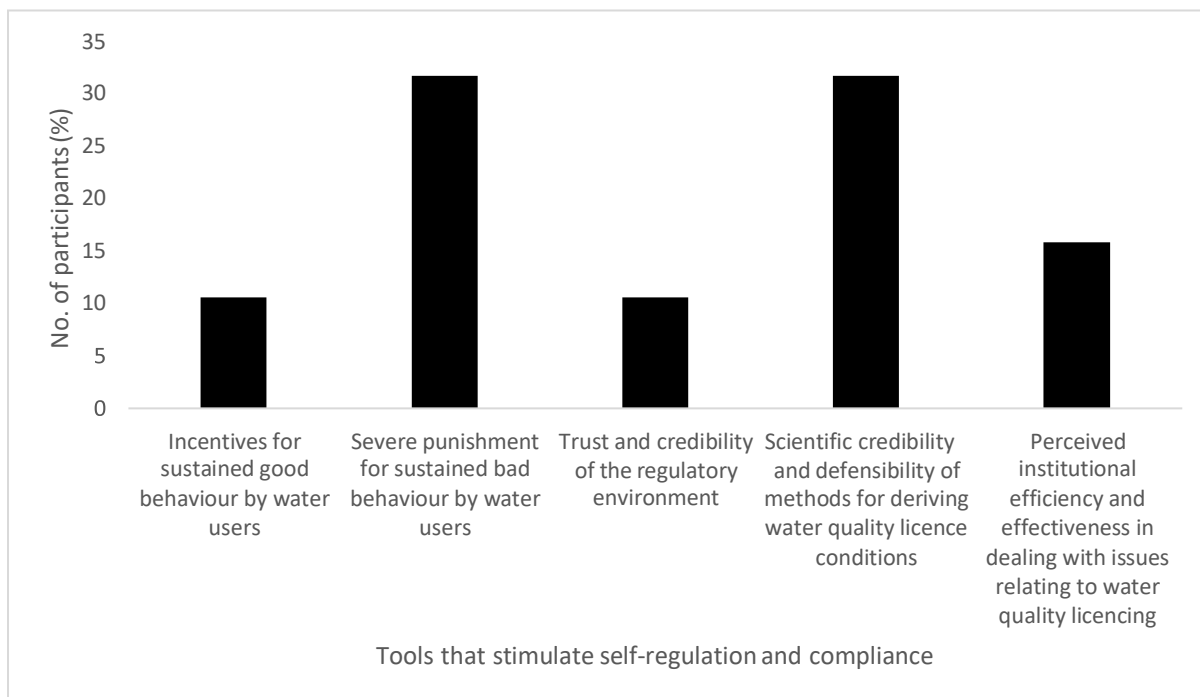 35
30
25
20
15
10
5
0
No. of participants (%)
Incentives for
sustained good
behaviour by water
users
Severe punishment
for sustained bad
behaviour by water
users
Trust and credibility
of the regulatory
environment
Scientific credibility
and defensibility of
methods for deriving
water quality licence
conditions
Perceived
institutional
efficiency and
effectiveness in
dealing with issues
relating to water
quality licencing
Tools that stimulate self-regulation and compliance